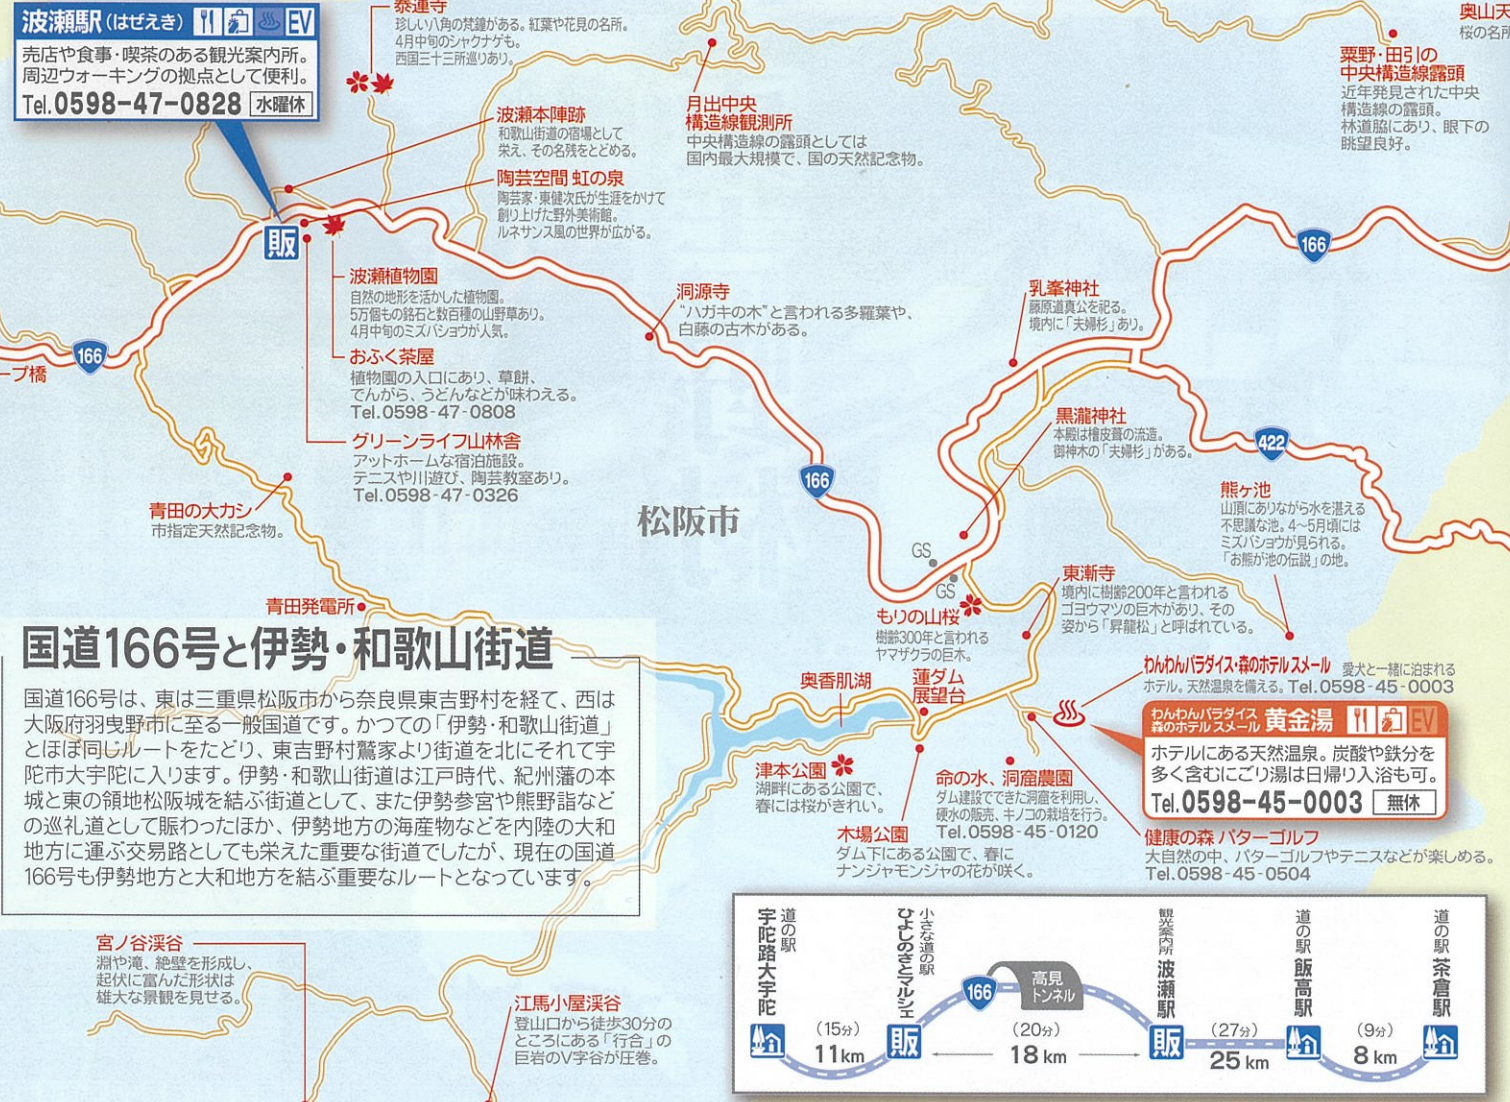 波瀬駅(はぜえき) EV
売店や食事・喫茶のある観光案内所。
周辺ウォーキングの拠点として便利。
Tel.0598-47-0828 水曜休
泰運寺
珍しい八角の梵鐘がある。紅葉や花見の名所。
4月中旬のシャクナゲも。
西国三十三所巡りあり。
月出中央
構造線観測所
中央構造線の露頭としては
国内最大規模で、国の天然記念物。
奥山天
桜の名所
粟野・田引の
中央構造線露頭
近年発見された中央
構造線の露頭。
林道脇にあり、眼下の
眺望良好。
波瀬本陣跡
和歌山街道の宿場として
栄え、その名残をとどめる。
陶芸空間 虹の泉
陶芸家・東健次氏が生涯をかけて
創り上げた野外美術館。
ルネサンス風の世界が広がる。
販
166
波瀬植物園
自然の地形を活かした植物園。
5万個もの銘石と数百種の山野草あり。
4月中旬のミズバショウが人気。
洞源寺
“ハガキの木”と言われる多羅葉や、
白藤の古木がある。
乳峯神社
藤原道真公を祀る。
境内に「夫婦杉」あり。
166
ープ橋
おふく茶屋
植物園の入口にあり、草餅、
でんがら、うどんなどが味わえる。
Tel.0598-47-0808
黒瀧神社
本殿は檜皮葺の流造。
御神木の「夫婦杉」がある。
422
グリーンライフ山林舎
アットホームな宿泊施設。
テニスや川遊び、陶芸教室あり。
Tel.0598-47-0326
166
熊ヶ池
山頂にありながら水を湛える
不思議な池。4〜5月頃には
ミズバショウが見られる。
「お熊が池の伝説」の地。
青田の大カシ
市指定天然記念物。
松阪市
GS
GS
東漸寺
境内に樹齢200年と言われる
ゴヨウマツの巨木があり、その
姿から「昇龍松」と呼ばれている。
青田発電所
もりの山桜
樹齢300年と言われる
ヤマザクラの巨木。
国道166号と伊勢・和歌山街道
国道166号は、東は三重県松阪市から奈良県東吉野村を経て、西は
大阪府羽曳野市に至る一般国道です。かつての「伊勢・和歌山街道」
とほぼ同じルートをたどり、東吉野村鷲家より街道を北にそれて宇
陀市大宇陀に入ります。伊勢・和歌山街道は江戸時代、紀州藩の本
城と東の領地松阪城を結ぶ街道として、また伊勢参宮や熊野詣など
の巡礼道として賑わったほか、伊勢地方の海産物などを内陸の大和
地方に運ぶ交易路としても栄えた重要な街道でしたが、現在の国道
166号も伊勢地方と大和地方を結ぶ重要なルートとなっています。
奥香肌湖
蓮ダム
展望台
わんわんパラダイス・森のホテル スメール 愛犬と一緒に泊まれる
ホテル。天然温泉を備える。Tel.0598-45-0003
わんわんパラダイス
森のホテル スメール 黄金湯 EV
ホテルにある天然温泉。炭酸や鉄分を
多く含むにごり湯は日帰り入浴も可。
Tel.0598-45-0003 無休
津本公園
湖畔にある公園で、
春には桜がきれい。
命の水、洞窟農園
ダム建設でできた洞窟を利用し、
硬水の販売、キノコの栽培を行う。
Tel.0598-45-0120
木場公園
ダム下にある公園で、春に
ナンジャモンジャの花が咲く。
健康の森 パターゴルフ
大自然の中、パターゴルフやテニスなどが楽しめる。
Tel.0598-45-0504
宮ノ谷渓谷
淵や滝、絶壁を形成し、
起伏に富んだ形状は
雄大な景観を見せる。
江馬小屋渓谷
登山口から徒歩30分の
ところにある「行合」の
巨岩のV字谷が圧巻。
道の駅
宇陀路大宇陀
小さな道の駅
ひよしのさとマルシェ
販
166
高見
トンネル
観光案内所
波瀬駅
販
道の駅
飯高駅
道の駅
茶倉駅
(15分)
11km
(20分)
18km
(27分)
25km
(9分)
8km